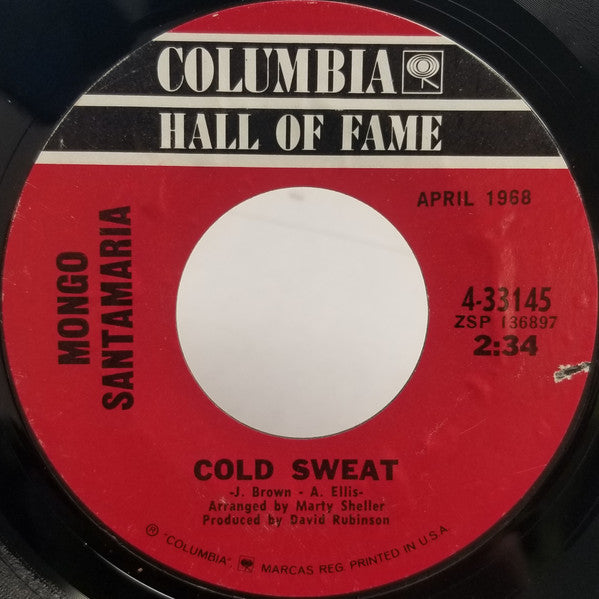 COLUMBIA
HALL OF FAME
APRIL 1968
MONGO
SANTAMARIA
4-33145
ZSP 136897
2:34
COLD SWEAT
-J. Brown - A. Ellis-
Arranged by Marty Sheller
Produced by David Rubinson
Ⓡ "COLUMBIA", MARCAS REG. PRINTED IN U.S.A.